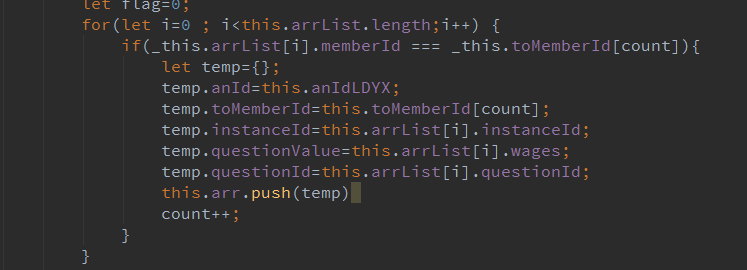 let flag=0;
for(let i=0 ; i<this.arrList.length;i++) {
if(_this.arrList[i].memberId === _this.toMemberId[count]){
let temp={};
temp.anId=this.anIdLDYX;
temp.toMemberId=this.toMemberId[count];
temp.instanceId=this.arrList[i].instanceId;
temp.questionValue=this.arrList[i].wages;
temp.questionId=this.arrList[i].questionId;
this.arr.push(temp)
count++;
}
}